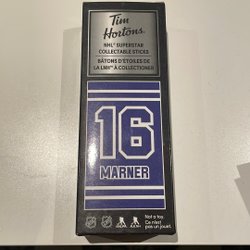 Tim
Hortons
NHL® SUPERSTAR
COLLECTABLE STICKS
BÂTONS D'ÉTOILES DE
LA LNH™ À COLLECTIONNER
16
MARNER
Not a toy.
Ce n'est
pas un jouet.